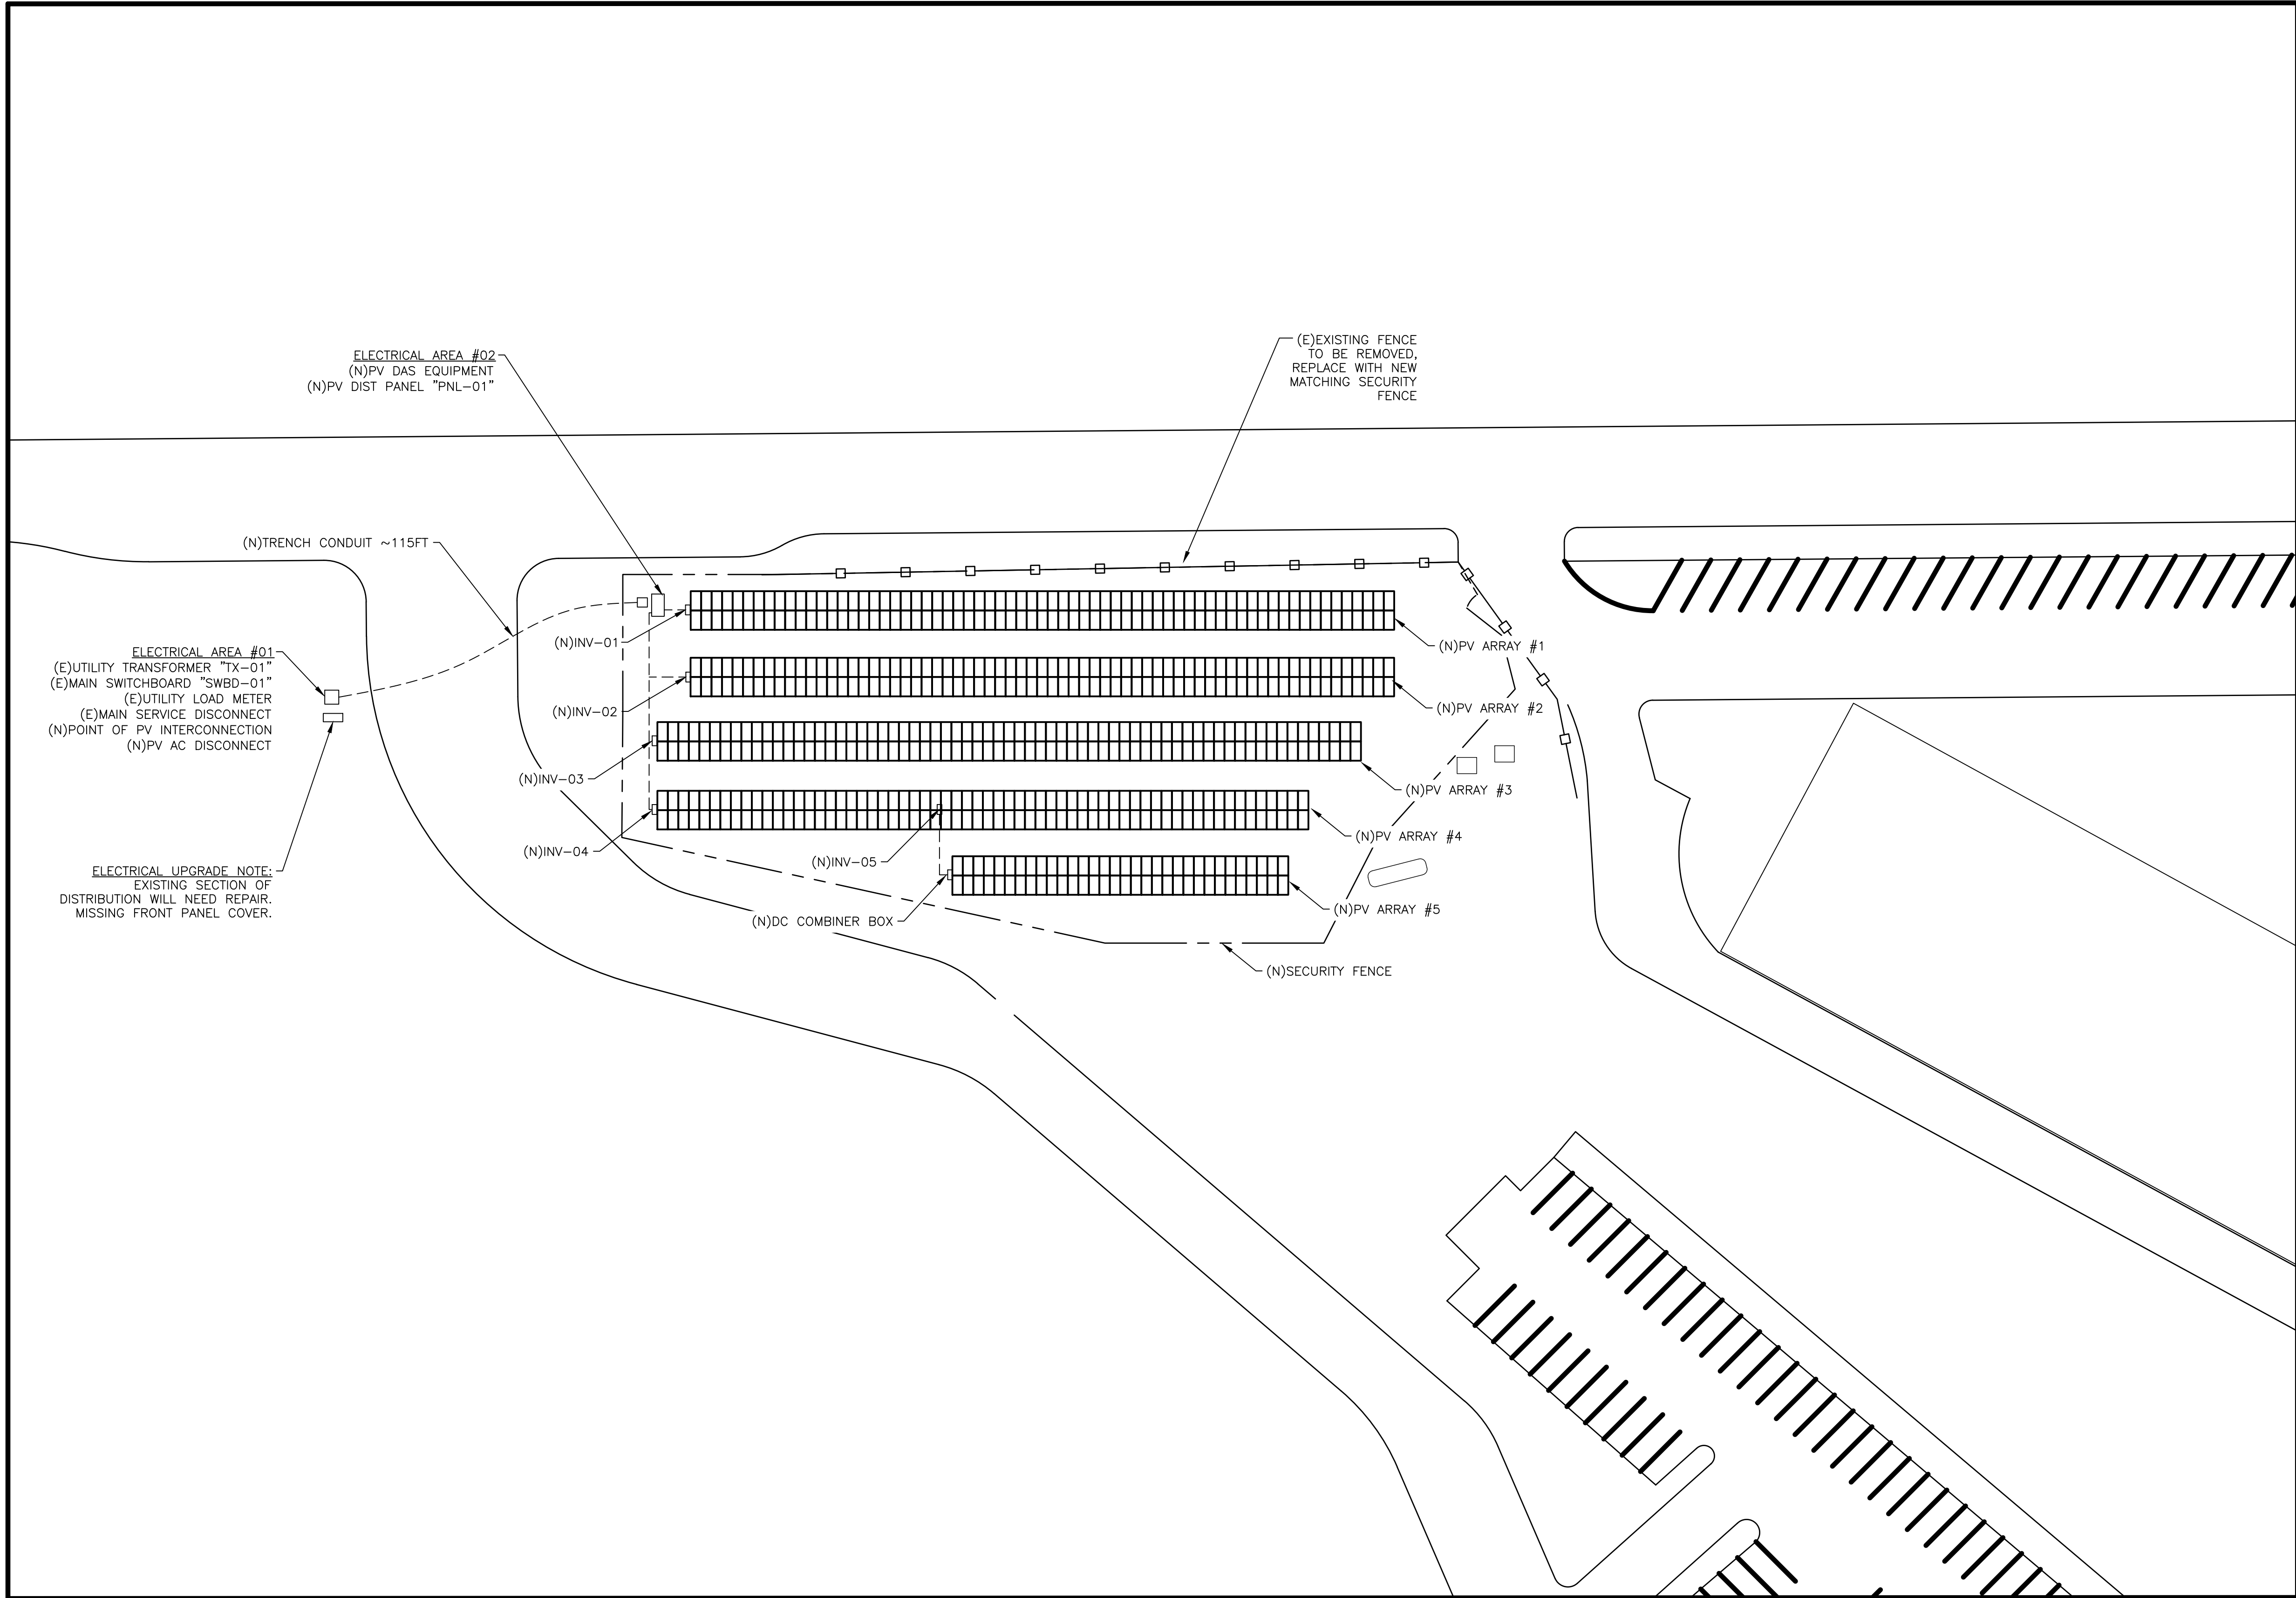 (E)EXISTING FENCE
TO BE REMOVED,
REPLACE WITH NEW
MATCHING SECURITY
FENCE
ELECTRICAL AREA #02
(N)PV DAS EQUIPMENT
(N)PV DIST PANEL "PNL-01"
(N)TRENCH CONDUIT ~115FT
ELECTRICAL AREA #01
(E)UTILITY TRANSFORMER "TX-01"
(E)MAIN SWITCHBOARD "SWBD-01"
(E)UTILITY LOAD METER
(E)MAIN SERVICE DISCONNECT
(N)POINT OF PV INTERCONNECTION
(N)PV AC DISCONNECT
ELECTRICAL UPGRADE NOTE:
EXISTING SECTION OF
DISTRIBUTION WILL NEED REPAIR.
MISSING FRONT PANEL COVER.
(N)INV-01
(N)INV-02
(N)INV-03
(N)INV-04
(N)INV-05
(N)DC COMBINER BOX
(N)PV ARRAY #1
(N)PV ARRAY #2
(N)PV ARRAY #3
(N)PV ARRAY #4
(N)PV ARRAY #5
(N)SECURITY FENCE